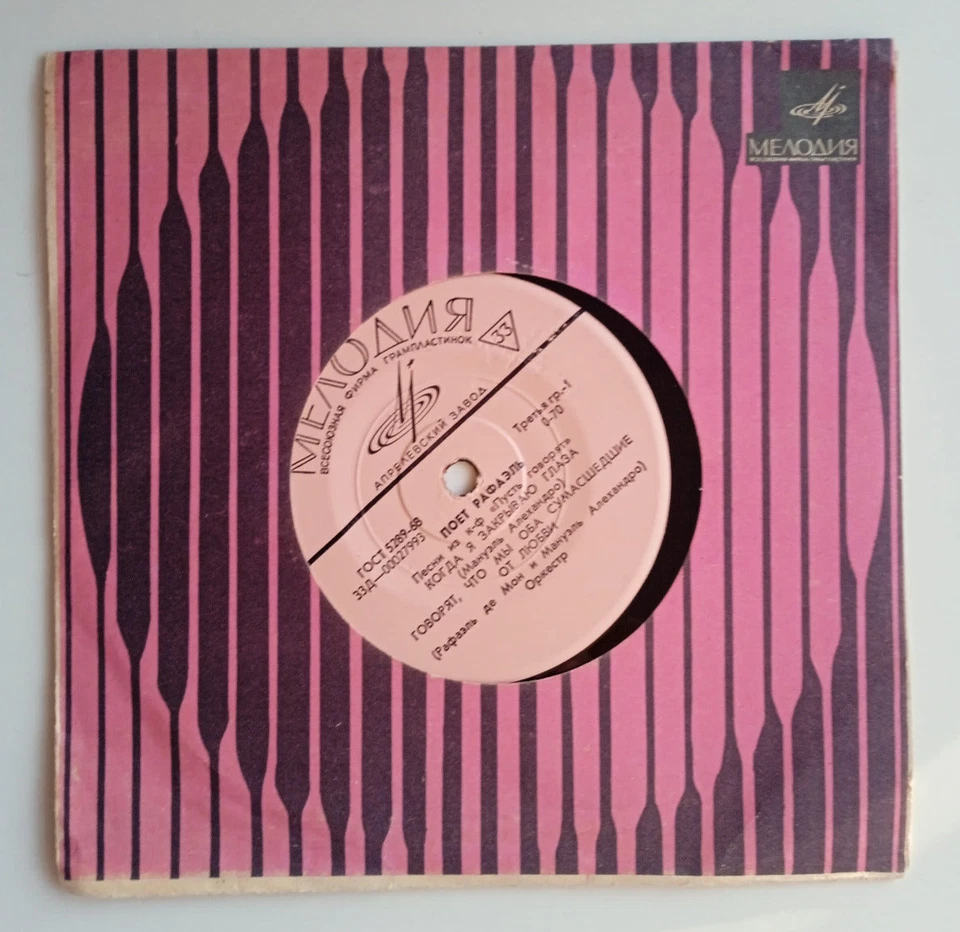 МЕЛОДИЯ
ВСЕСОЮЗНАЯ ФИРМА ГРАМПЛАСТИНОК
МЕЛОДИЯ
ВСЕСОЮЗНАЯ ФИРМА ГРАМПЛАСТИНОК
33
АПРЕЛЕВСКИЙ ЗАВОД
ГОСТ 5289-68
33Д—00027993
Третья гр.-1
0-70
ПОЕТ РАФАЭЛЬ
Песни из к-ф «Пусть говорят»
КОГДА Я ЗАКРЫВАЮ ГЛАЗА
(Мануэль Алехандро)
ГОВОРЯТ, ЧТО МЫ ОБА СУМАСШЕДШИЕ
ОТ ЛЮБВИ
(Рафаэль де Мон и Мануэль Алехандро)
Оркестр